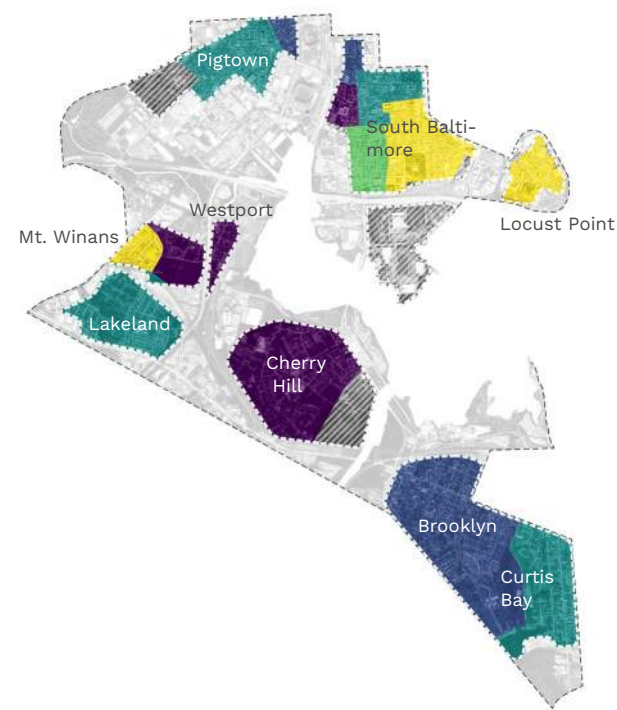 Pigtown
South Balti-
more
Westport
Locust Point
Mt. Winans
Lakeland
Cherry
Hill
Brooklyn
Curtis
Bay